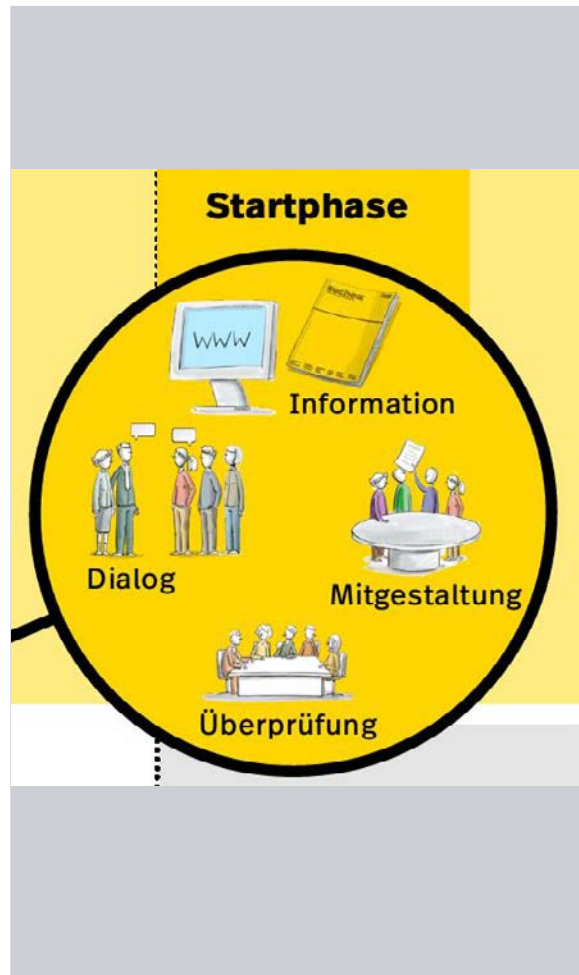 Startphase
WWW
Information
Dialog
Mitgestaltung
Überprüfung